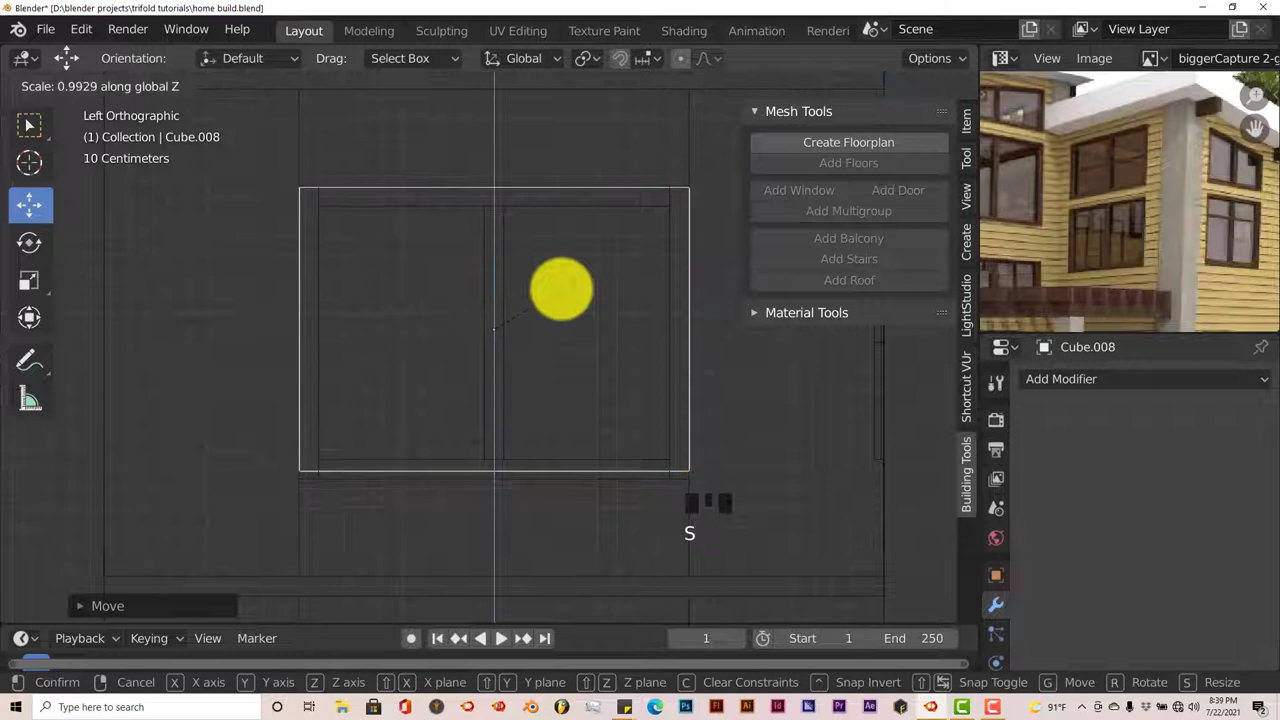 Blender* [D:\blender projects\trifold tutorials\home build.blend]
File Edit Render Window Help Layout Modeling Sculpting UV Editing Texture Paint Shading Animation Renderi Scene View Layer
Orientation: Default Drag: Select Box Global Options View Image biggerCapture 2-g
Scale: 0.9929 along global Z
Left Orthographic
(1) Collection | Cube.008
10 Centimeters
Mesh Tools
Create Floorplan
Add Floors
Add Window Add Door
Add Multigroup
Add Balcony
Add Stairs
Add Roof
Material Tools
Item
Tool
View
Create
LightStudio
Shortcut VUr
Building Tools
Cube.008
Add Modifier
S
Move
Playback Keying View Marker 1 Start 1 End 250
Confirm Cancel X X axis Y Y axis Z Z axis X X plane Y Y plane Z Z plane C Clear Constraints Snap Invert Snap Toggle G Move R Rotate S Resize
Type here to search 91°F 8:39 PM
7/22/2021